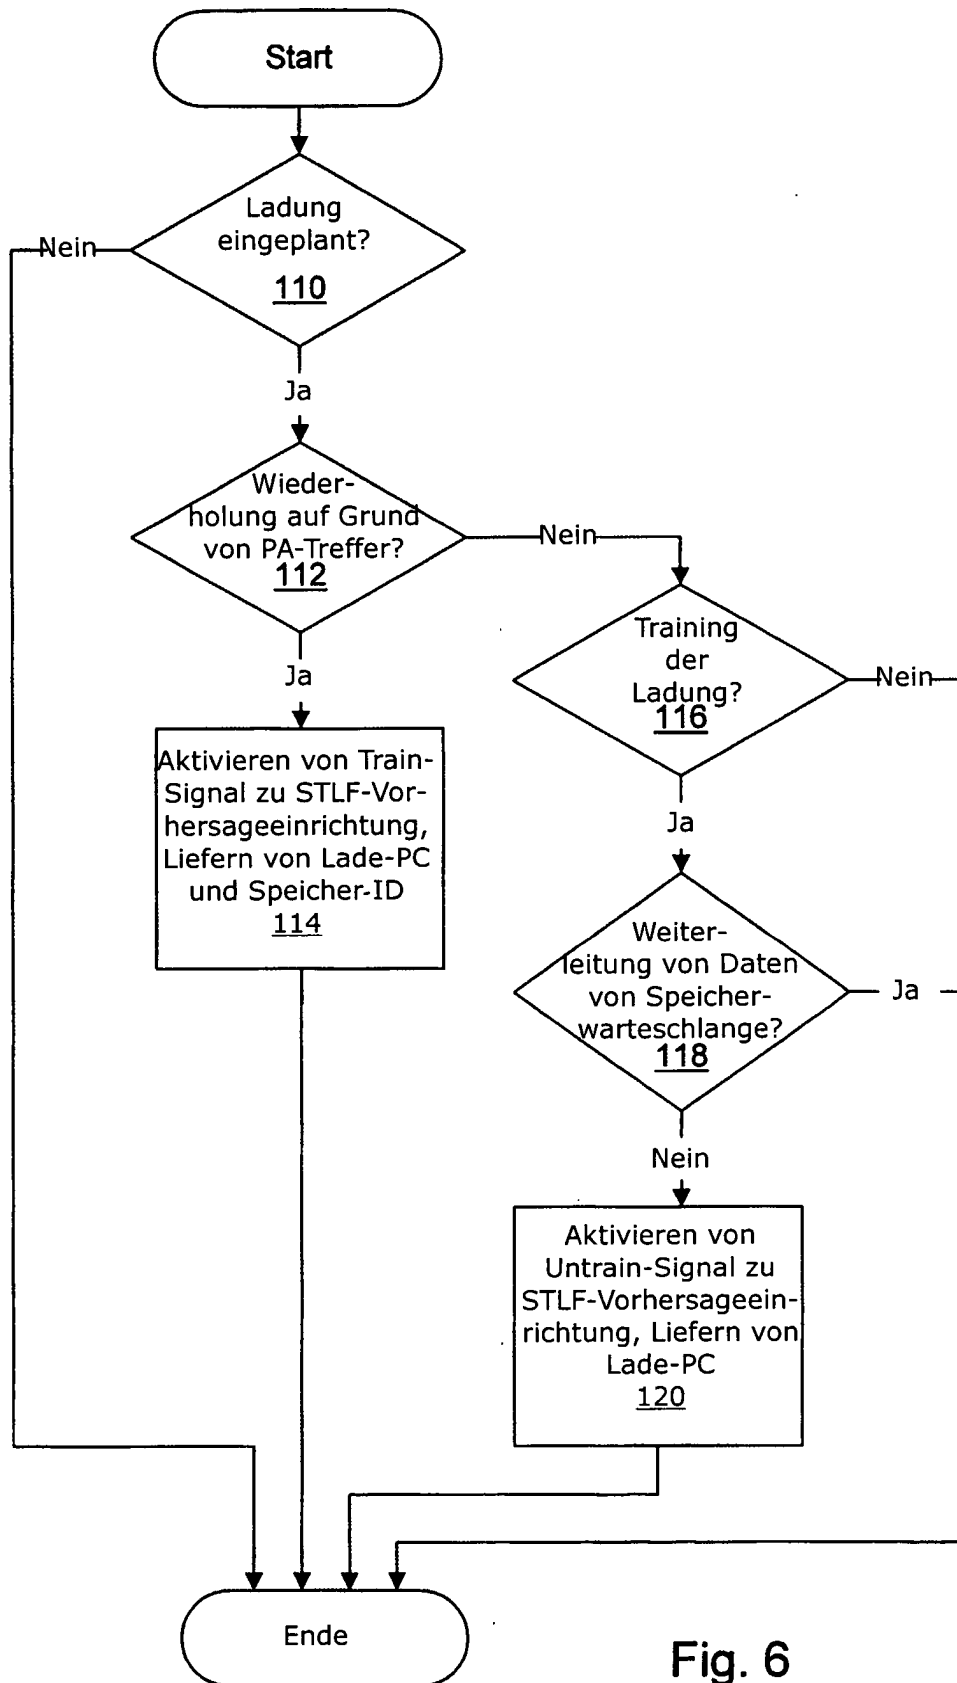 Start
Ladung
eingeplant?
110
Nein
Ja
Wieder-
holung auf Grund
von PA-Treffer?
112
Nein
Ja
Training
der
Ladung?
116
Nein
Ja
Aktivieren von Train-
Signal zu STLF-Vor-
hersageeinrichtung,
Liefern von Lade-PC
und Speicher-ID
114
Weiter-
leitung von Daten
von Speicher-
warteschlange?
118
Ja
Nein
Aktivieren von
Untrain-Signal zu
STLF-Vorhersageein-
richtung, Liefern von
Lade-PC
120
Ende
Fig. 6